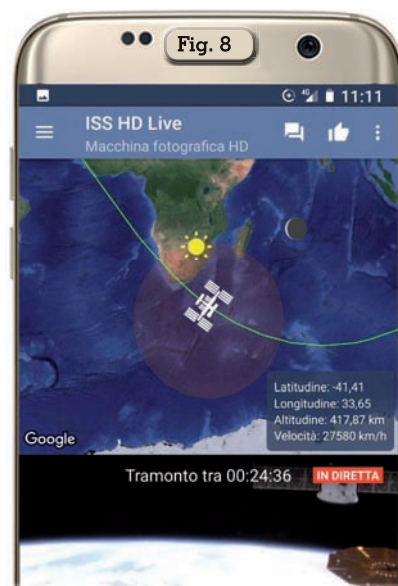 Fig. 8
4G 11:11
ISS HD Live
Macchina fotografica HD
Latitudine: -41,41
Longitudine: 33,65
Altitudine: 417,87 km
Velocità: 27580 km/h
Google
Tramonto tra 00:24:36 IN DIRETTA